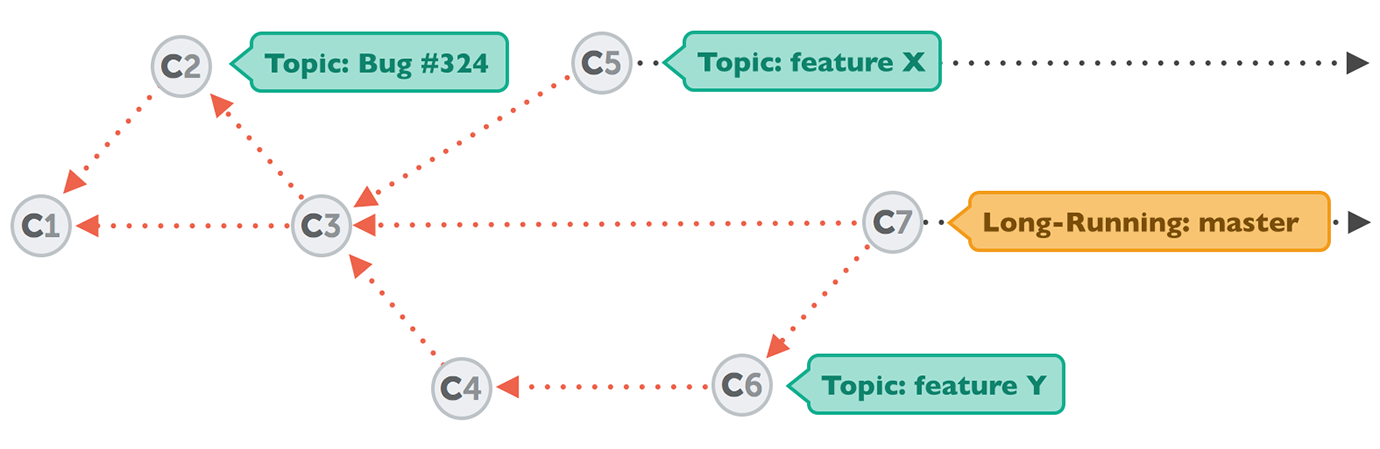 C2
Topic: Bug #324
C5
Topic: feature X
C1
C3
C7
Long-Running: master
C4
C6
Topic: feature Y